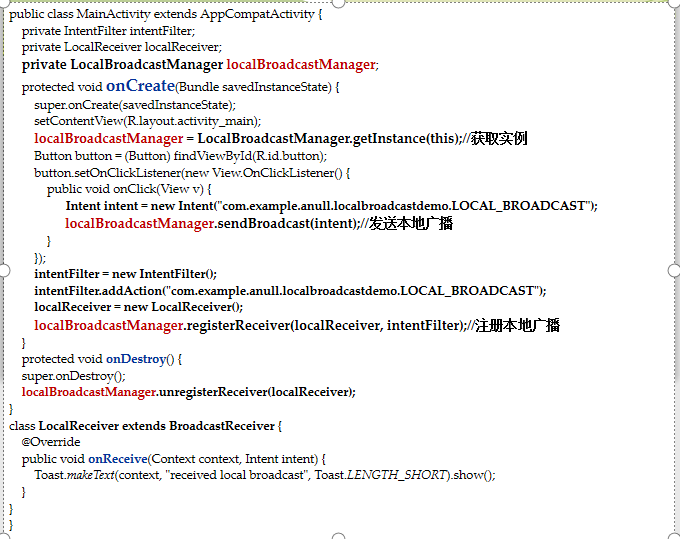 public class MainActivity extends AppCompatActivity {
private IntentFilter intentFilter;
private LocalReceiver localReceiver;
private LocalBroadcastManager localBroadcastManager;
protected void onCreate(Bundle savedInstanceState) {
super.onCreate(savedInstanceState);
setContentView(R.layout.activity_main);
localBroadcastManager = LocalBroadcastManager.getInstance(this);//获取实例
Button button = (Button) findViewById(R.id.button);
button.setOnClickListener(new View.OnClickListener() {
public void onClick(View v) {
Intent intent = new Intent("com.example.anull.localbroadcastdemo.LOCAL_BROADCAST");
localBroadcastManager.sendBroadcast(intent);//发送本地广播
}
});
intentFilter = new IntentFilter();
intentFilter.addAction("com.example.anull.localbroadcastdemo.LOCAL_BROADCAST");
localReceiver = new LocalReceiver();
localBroadcastManager.registerReceiver(localReceiver, intentFilter);//注册本地广播
}
protected void onDestroy() {
super.onDestroy();
localBroadcastManager.unregisterReceiver(localReceiver);
}
class LocalReceiver extends BroadcastReceiver {
@Override
public void onReceive(Context context, Intent intent) {
Toast.makeText(context, "received local broadcast", Toast.LENGTH_SHORT).show();
}
}
}